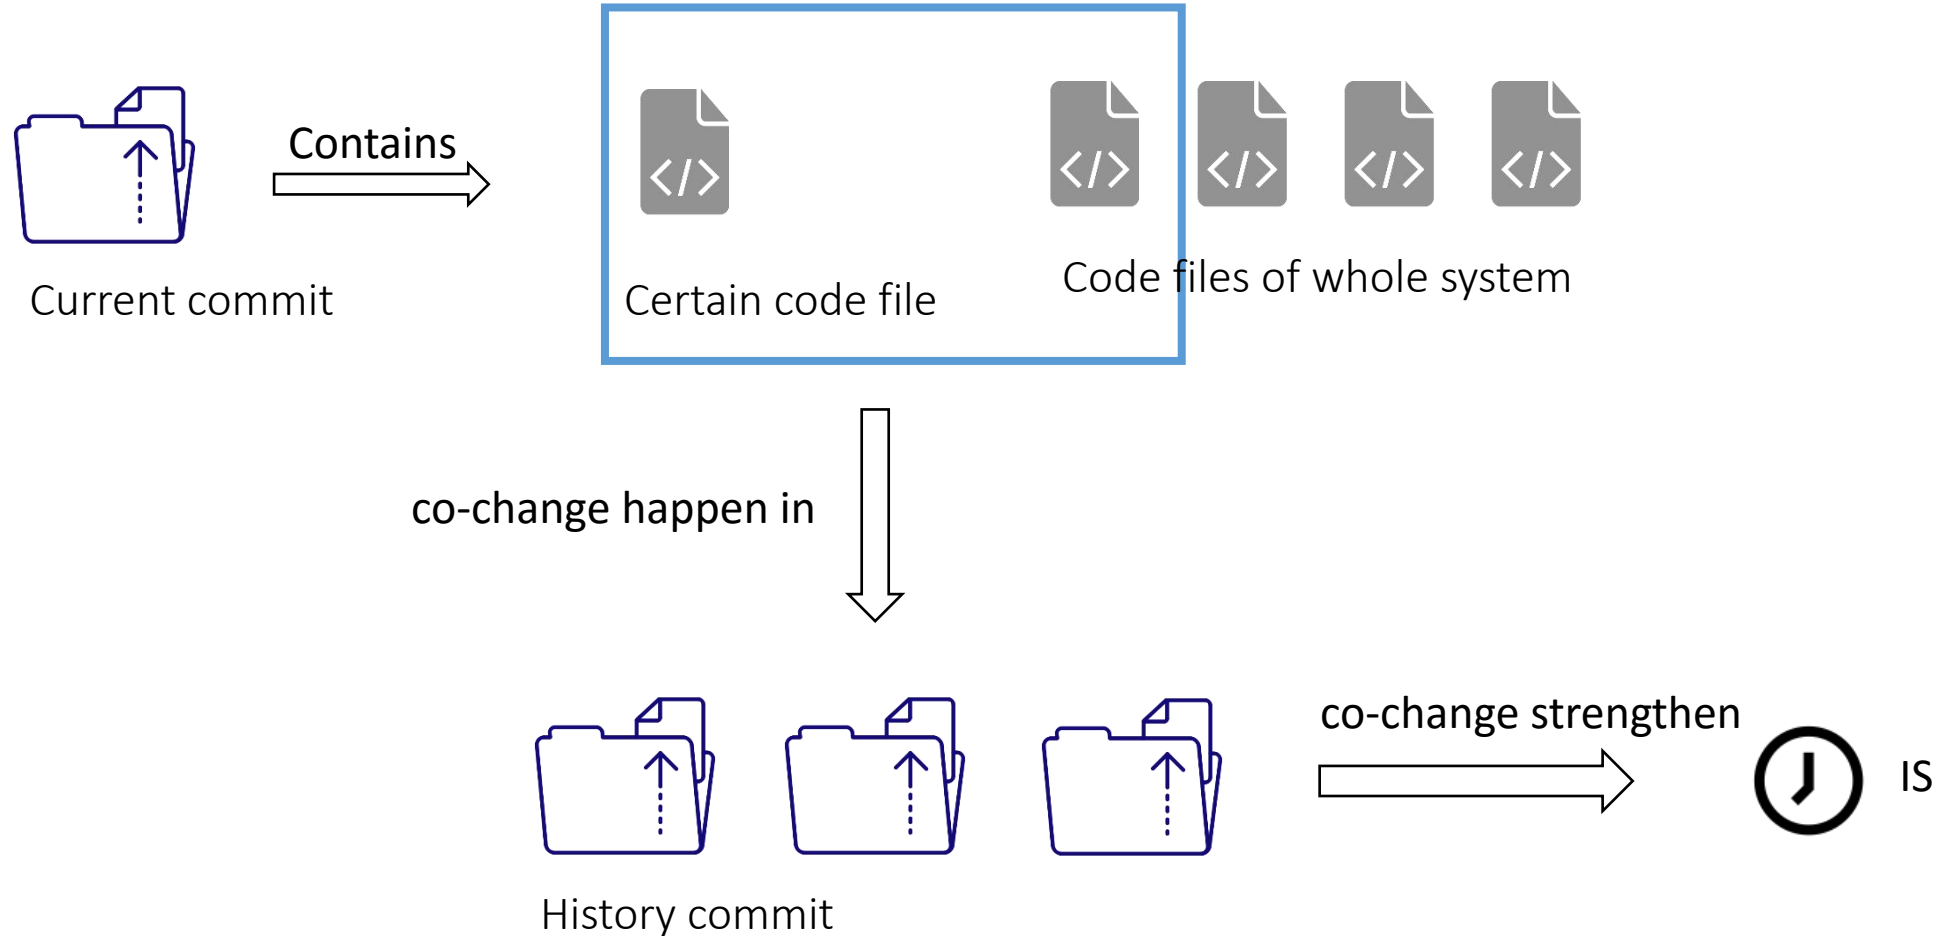 Contains
Current commit
Certain code file
Code files of whole system
co-change happen in
co-change strengthen
IS
History commit